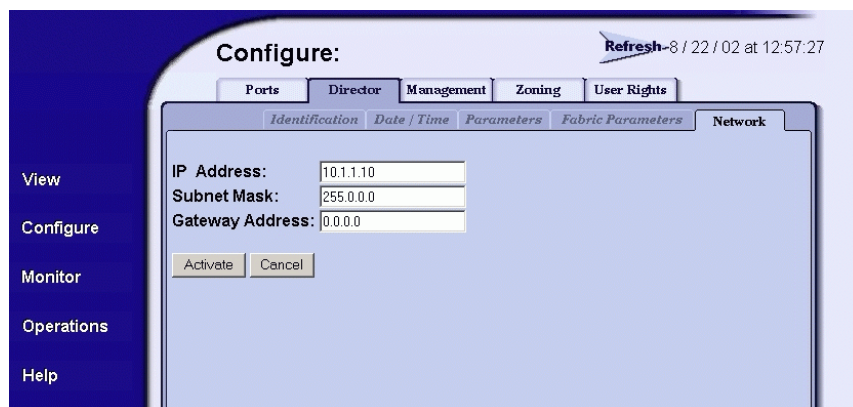 Configure:
Refresh-8 / 22 / 02 at 12:57:27
Ports Director Management Zoning User Rights
Identification Date / Time Parameters Fabric Parameters Network
View
Configure
Monitor
Operations
Help
IP Address: 10.1.1.10
Subnet Mask: 255.0.0.0
Gateway Address: 0.0.0.0
Activate Cancel